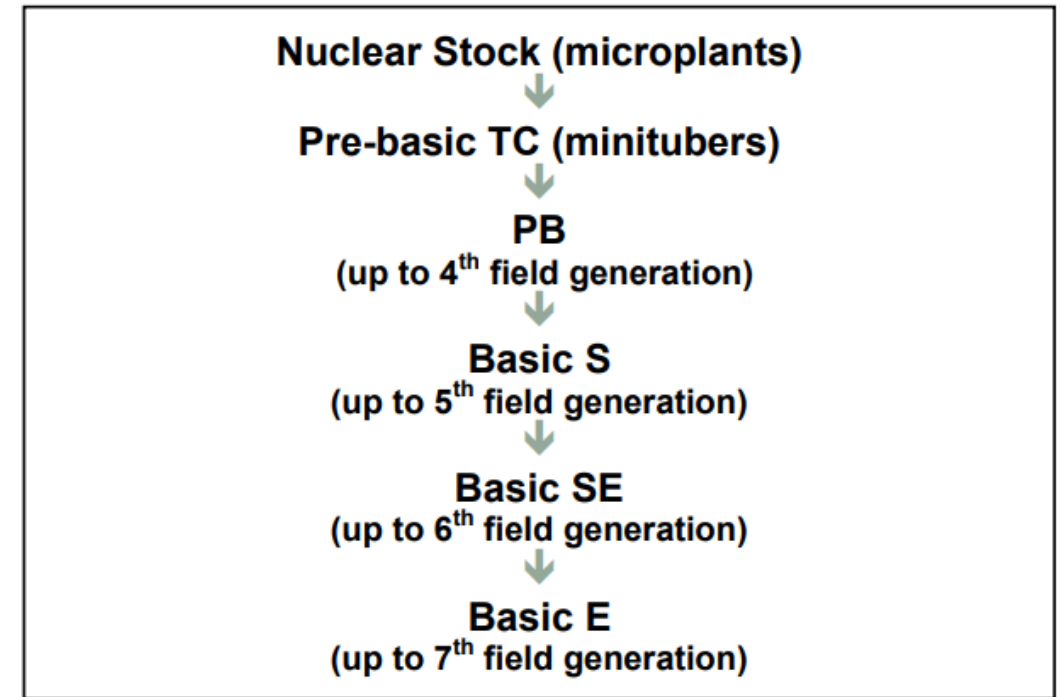 Nuclear Stock (microplants)
Pre-basic TC (minitubers)
PB
(up to 4th field generation)
Basic S
(up to 5th field generation)
Basic SE
(up to 6th field generation)
Basic E
(up to 7th field generation)